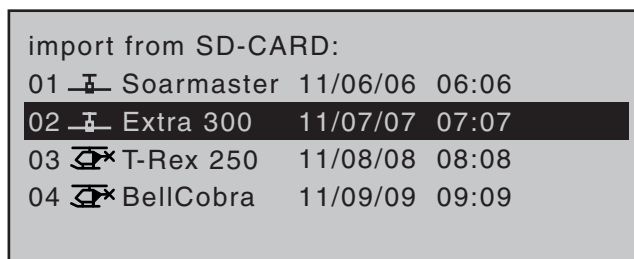 import from SD-CARD:
01 Soarmaster 11/06/06 06:06
02 Extra 300 11/07/07 07:07
03 T-Rex 250 11/08/08 08:08
04 BellCobra 11/09/09 09:09